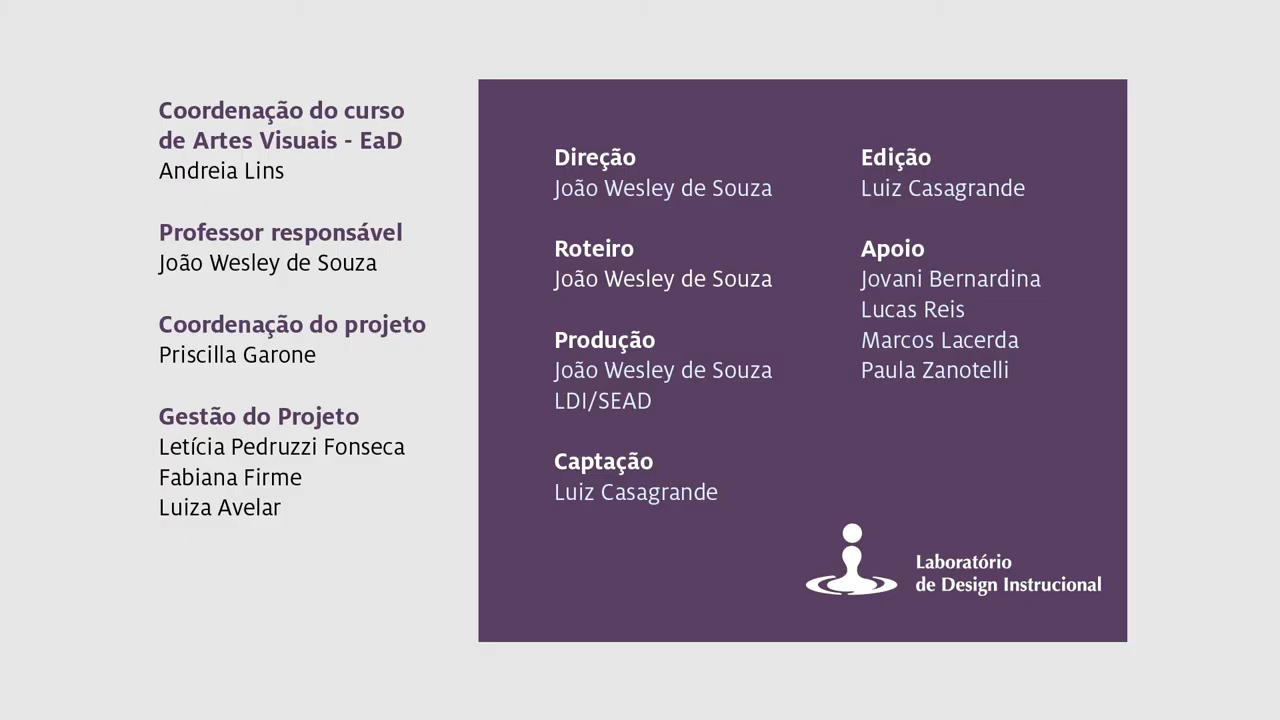 Coordenação do curso
de Artes Visuais - EaD
Andreia Lins
Professor responsável
João Wesley de Souza
Coordenação do projeto
Priscilla Garone
Gestão do Projeto
Letícia Pedruzzi Fonseca
Fabiana Firme
Luiza Avelar
Direção
João Wesley de Souza
Roteiro
João Wesley de Souza
Produção
João Wesley de Souza
LDI/SEAD
Captação
Luiz Casagrande
Edição
Luiz Casagrande
Apoio
Jovani Bernardina
Lucas Reis
Marcos Lacerda
Paula Zanotelli
Laboratório
de Design Instrucional